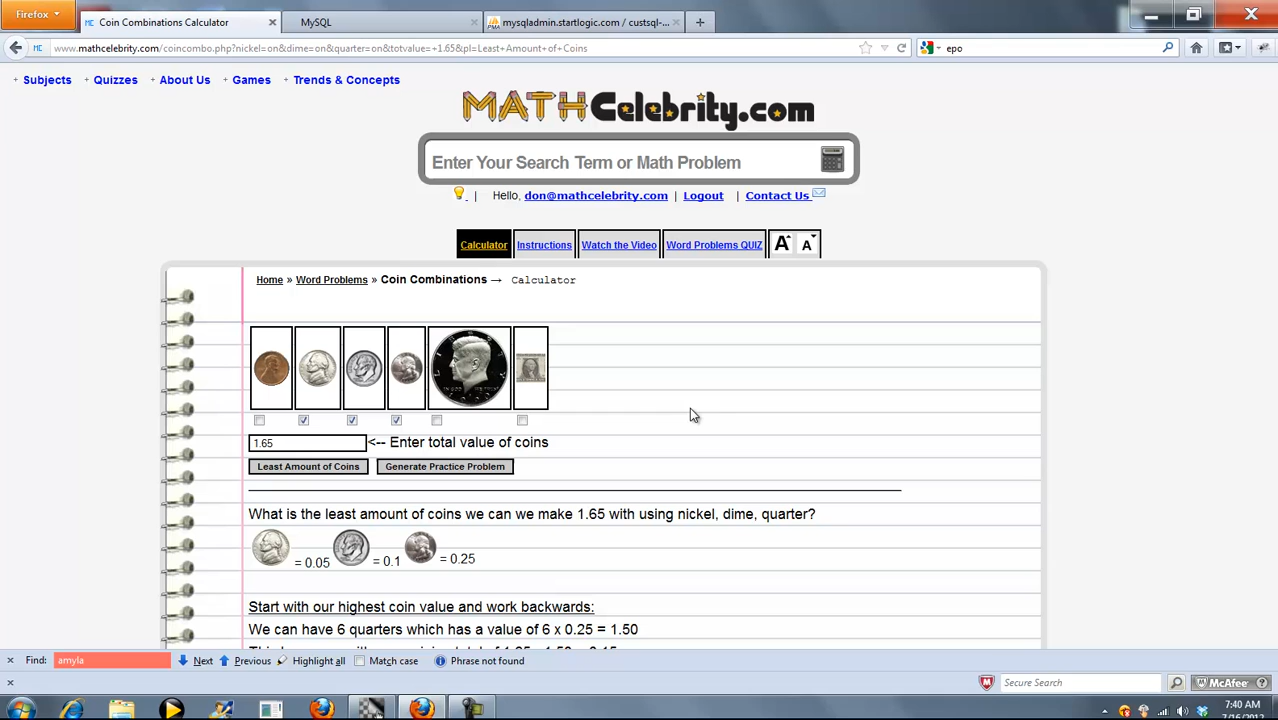 Firefox
Coin Combinations Calculator
MySQL
mysqladmin.startlogic.com / custsql-...
www.mathcelebrity.com/coincombo.php?nickel=on&dime=on&quarter=on&totvalue=+1.65&pl=Least+Amount+of+Coins
epo
+ Subjects + Quizzes + About Us + Games + Trends & Concepts
MATHCelebrity.com
Enter Your Search Term or Math Problem
| Hello, don@mathcelebrity.com | Logout | Contact Us
Calculator Instructions Watch the Video Word Problems QUIZ A A
Home » Word Problems » Coin Combinations → Calculator
1.65 <-- Enter total value of coins
Least Amount of Coins Generate Practice Problem
What is the least amount of coins we can we make 1.65 with using nickel, dime, quarter?
= 0.05 = 0.1 = 0.25
Start with our highest coin value and work backwards:
We can have 6 quarters which has a value of 6 x 0.25 = 1.50
Find: amyla Next Previous Highlight all Match case Phrase not found
Secure Search McAfee
7:40 AM